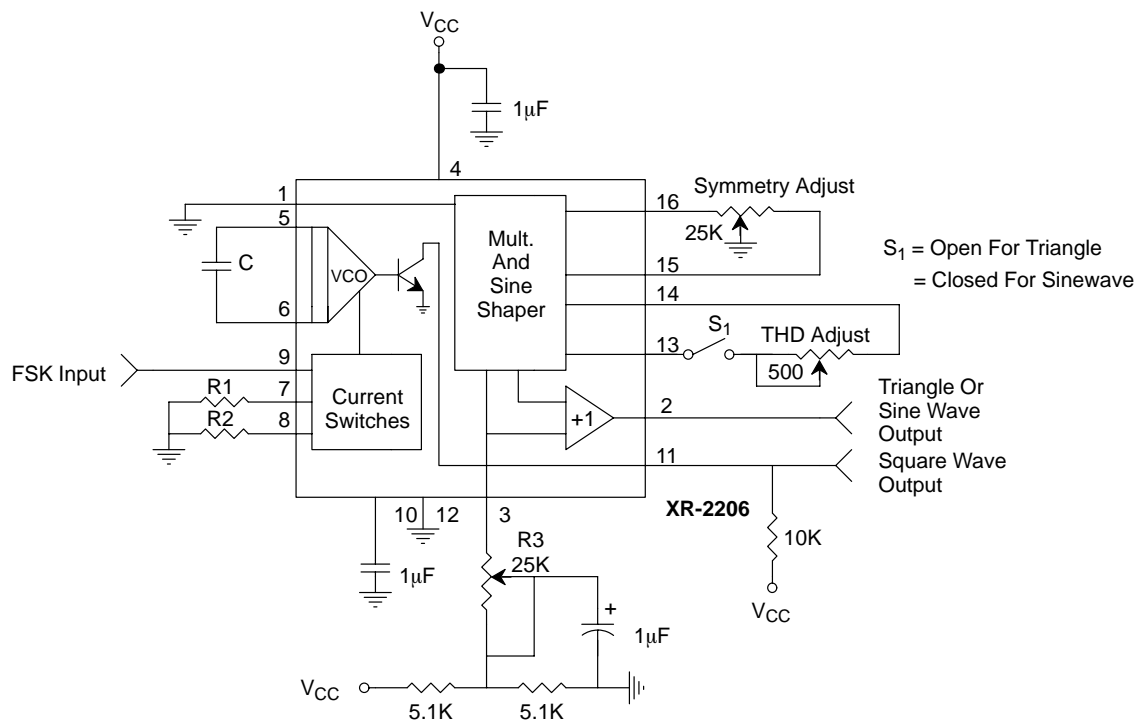 VCC
1μF
4
1
16
Symmetry Adjust
25K
5
C
VCO
6
Mult.
And
Sine
Shaper
15
14
S1 = Open For Triangle
= Closed For Sinewave
13
S1
THD Adjust
500
FSK Input
9
R1
7
R2
8
Current
Switches
+1
2
Triangle Or
Sine Wave
Output
11
Square Wave
Output
XR-2206
10
12
3
1μF
R3
25K
10K
VCC
+
1μF
VCC
5.1K
5.1K